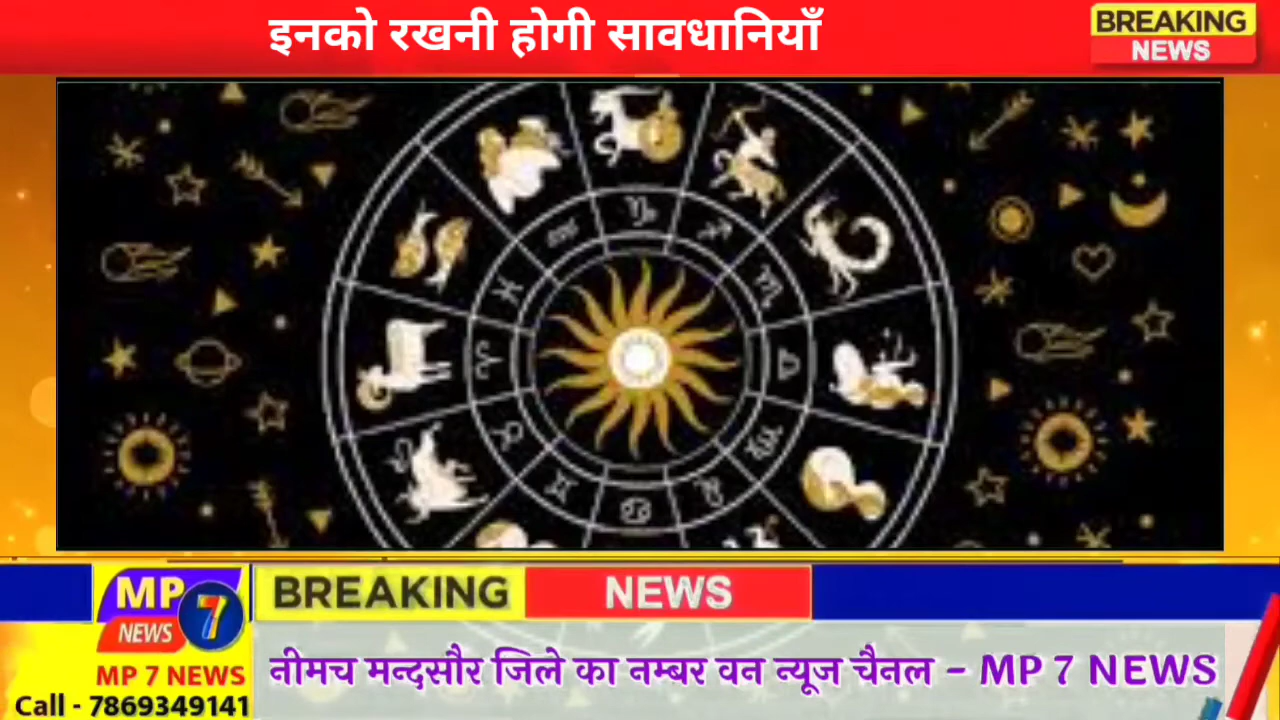 इनको रखनी होगी सावधानियाँ
BREAKING
NEWS
BREAKING NEWS
MP 7
NEWS
MP 7 NEWS
Call - 7869349141
नीमच मन्दसौर जिले का नम्बर वन न्यूज चैनल - MP 7 NEWS